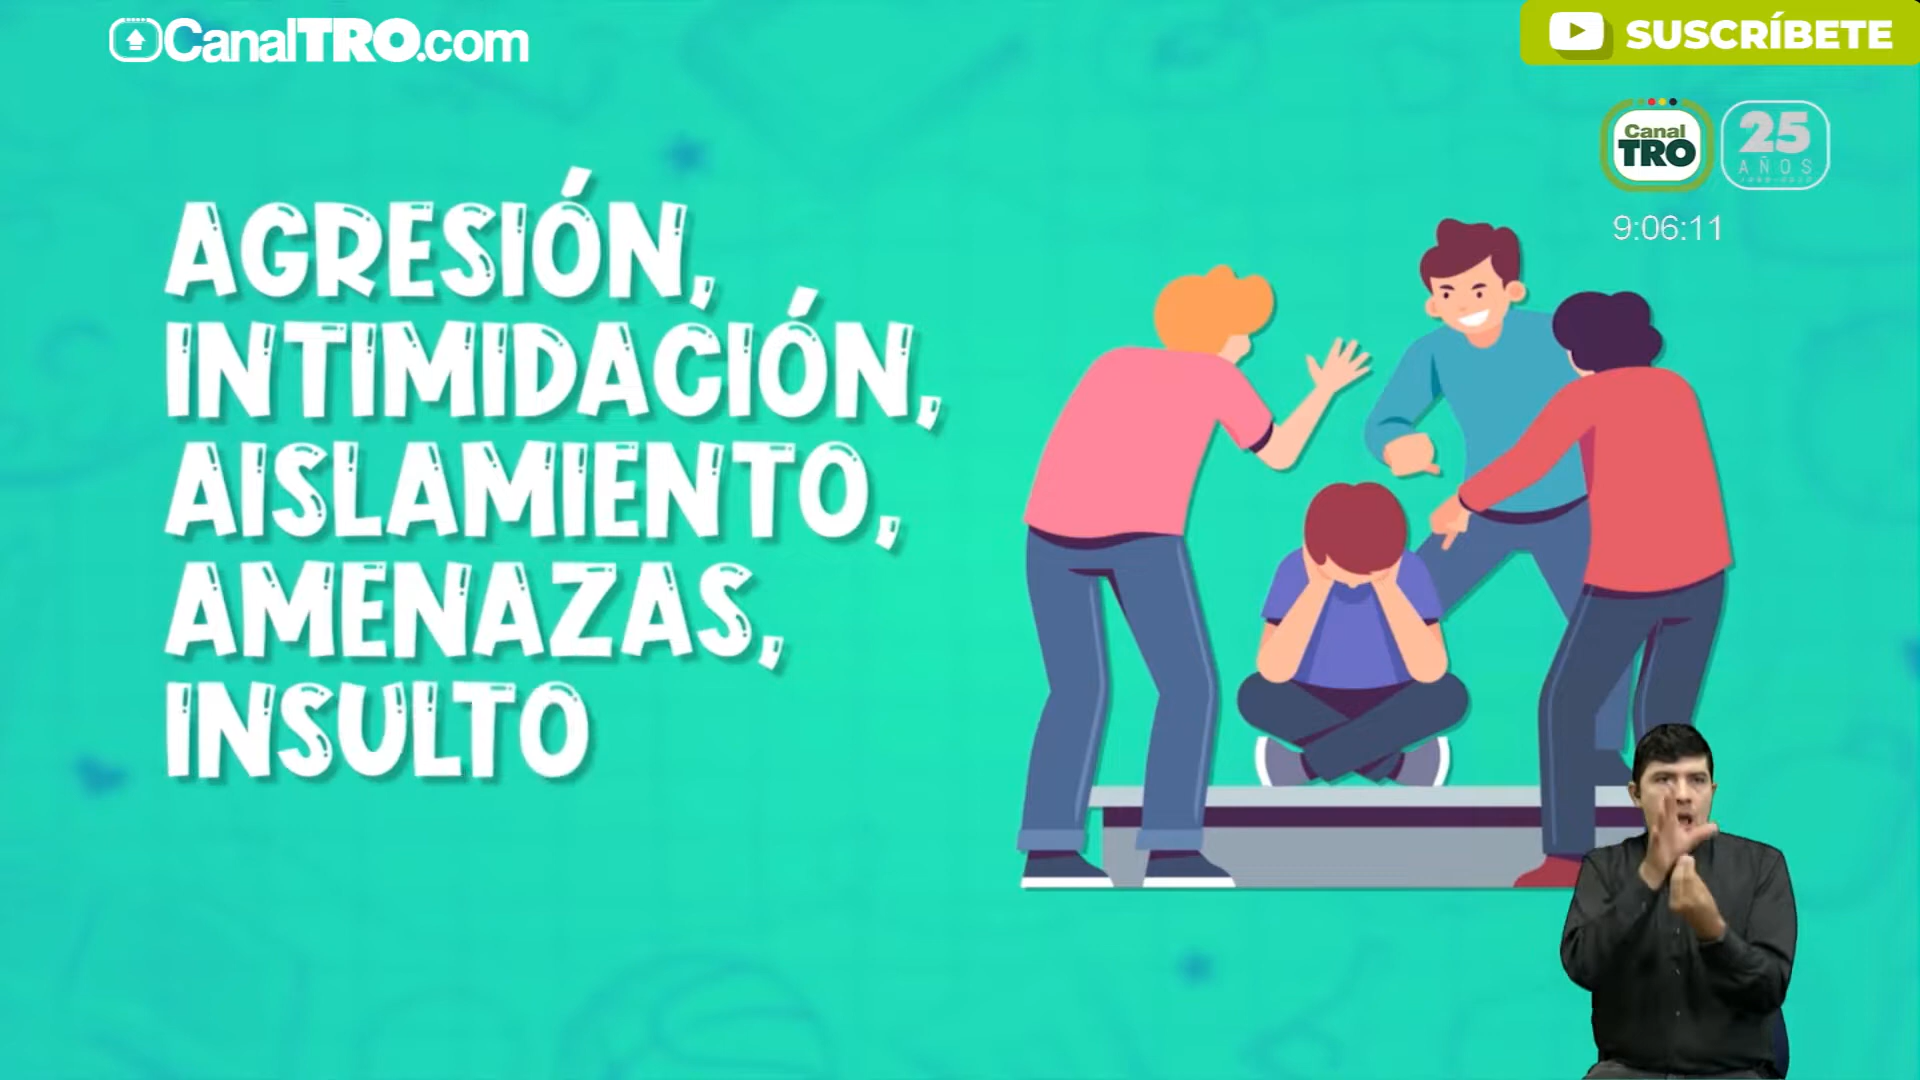 CanalTRO.com
SUSCRÍBETE
Canal
TRO
25
AÑOS
9:06:11
AGRESIÓN,
INTIMIDACIÓN,
AISLAMIENTO,
AMENAZAS,
INSULTO